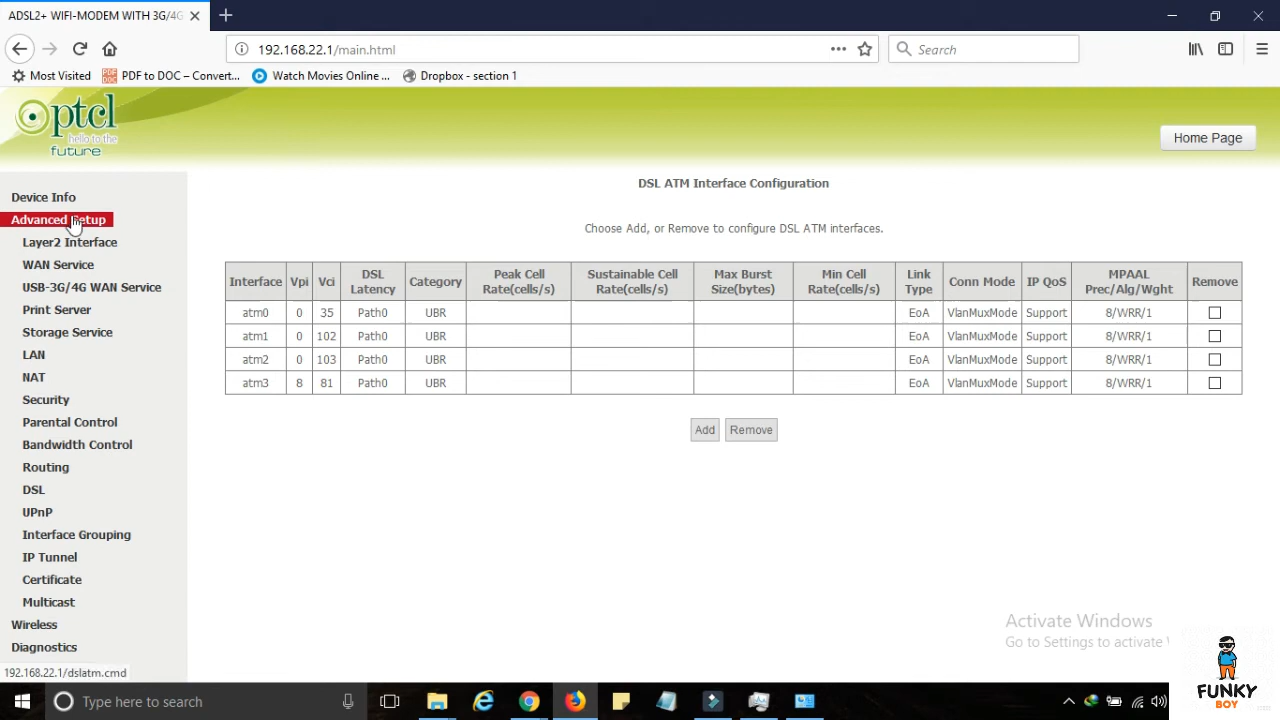 ADSL2+ WIFI-MODEM WITH 3G/4G
192.168.22.1/main.html
Search
Most Visited
PDF to DOC – Convert...
Watch Movies Online ...
Dropbox - section 1
ptcl
hello to the
future
Home Page
Device Info
Advanced Setup
Layer2 Interface
WAN Service
USB-3G/4G WAN Service
Print Server
Storage Service
LAN
NAT
Security
Parental Control
Bandwidth Control
Routing
DSL
UPnP
Interface Grouping
IP Tunnel
Certificate
Multicast
Wireless
Diagnostics
192.168.22.1/dslatm.cmd
DSL ATM Interface Configuration
Choose Add, or Remove to configure DSL ATM interfaces.
Interface Vpi Vci DSL Latency Category Peak Cell Rate(cells/s) Sustainable Cell Rate(cells/s) Max Burst Size(bytes) Min Cell Rate(cells/s) Link Type Conn Mode IP QoS MPAAL Prec/Alg/Wght Remove
atm0 0 35 Path0 UBR EoA VlanMuxMode Support 8/WRR/1
atm1 0 102 Path0 UBR EoA VlanMuxMode Support 8/WRR/1
atm2 0 103 Path0 UBR EoA VlanMuxMode Support 8/WRR/1
atm3 8 81 Path0 UBR EoA VlanMuxMode Support 8/WRR/1
Add Remove
Activate Windows
Go to Settings to activate
FUNKY
BOY
Type here to search